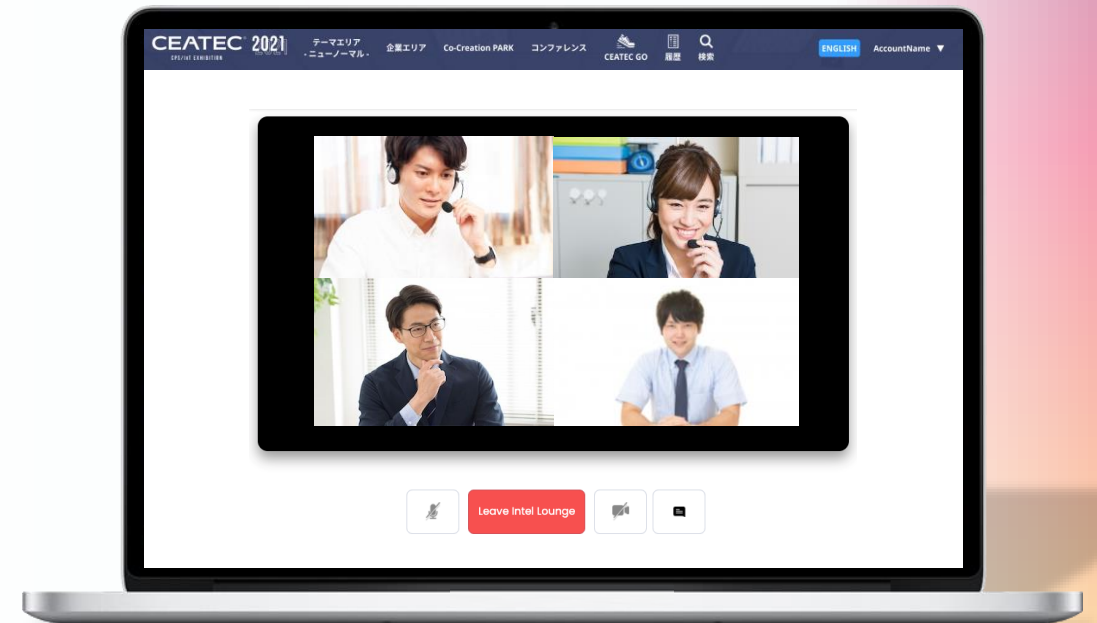 CEATEC 2021
CPS/IoT EXHIBITION
テーマエリア
- ニューノーマル -
企業エリア
Co-Creation PARK
コンファレンス
CEATEC GO
履歴
検索
ENGLISH
AccountName ▼
Leave Intel Lounge